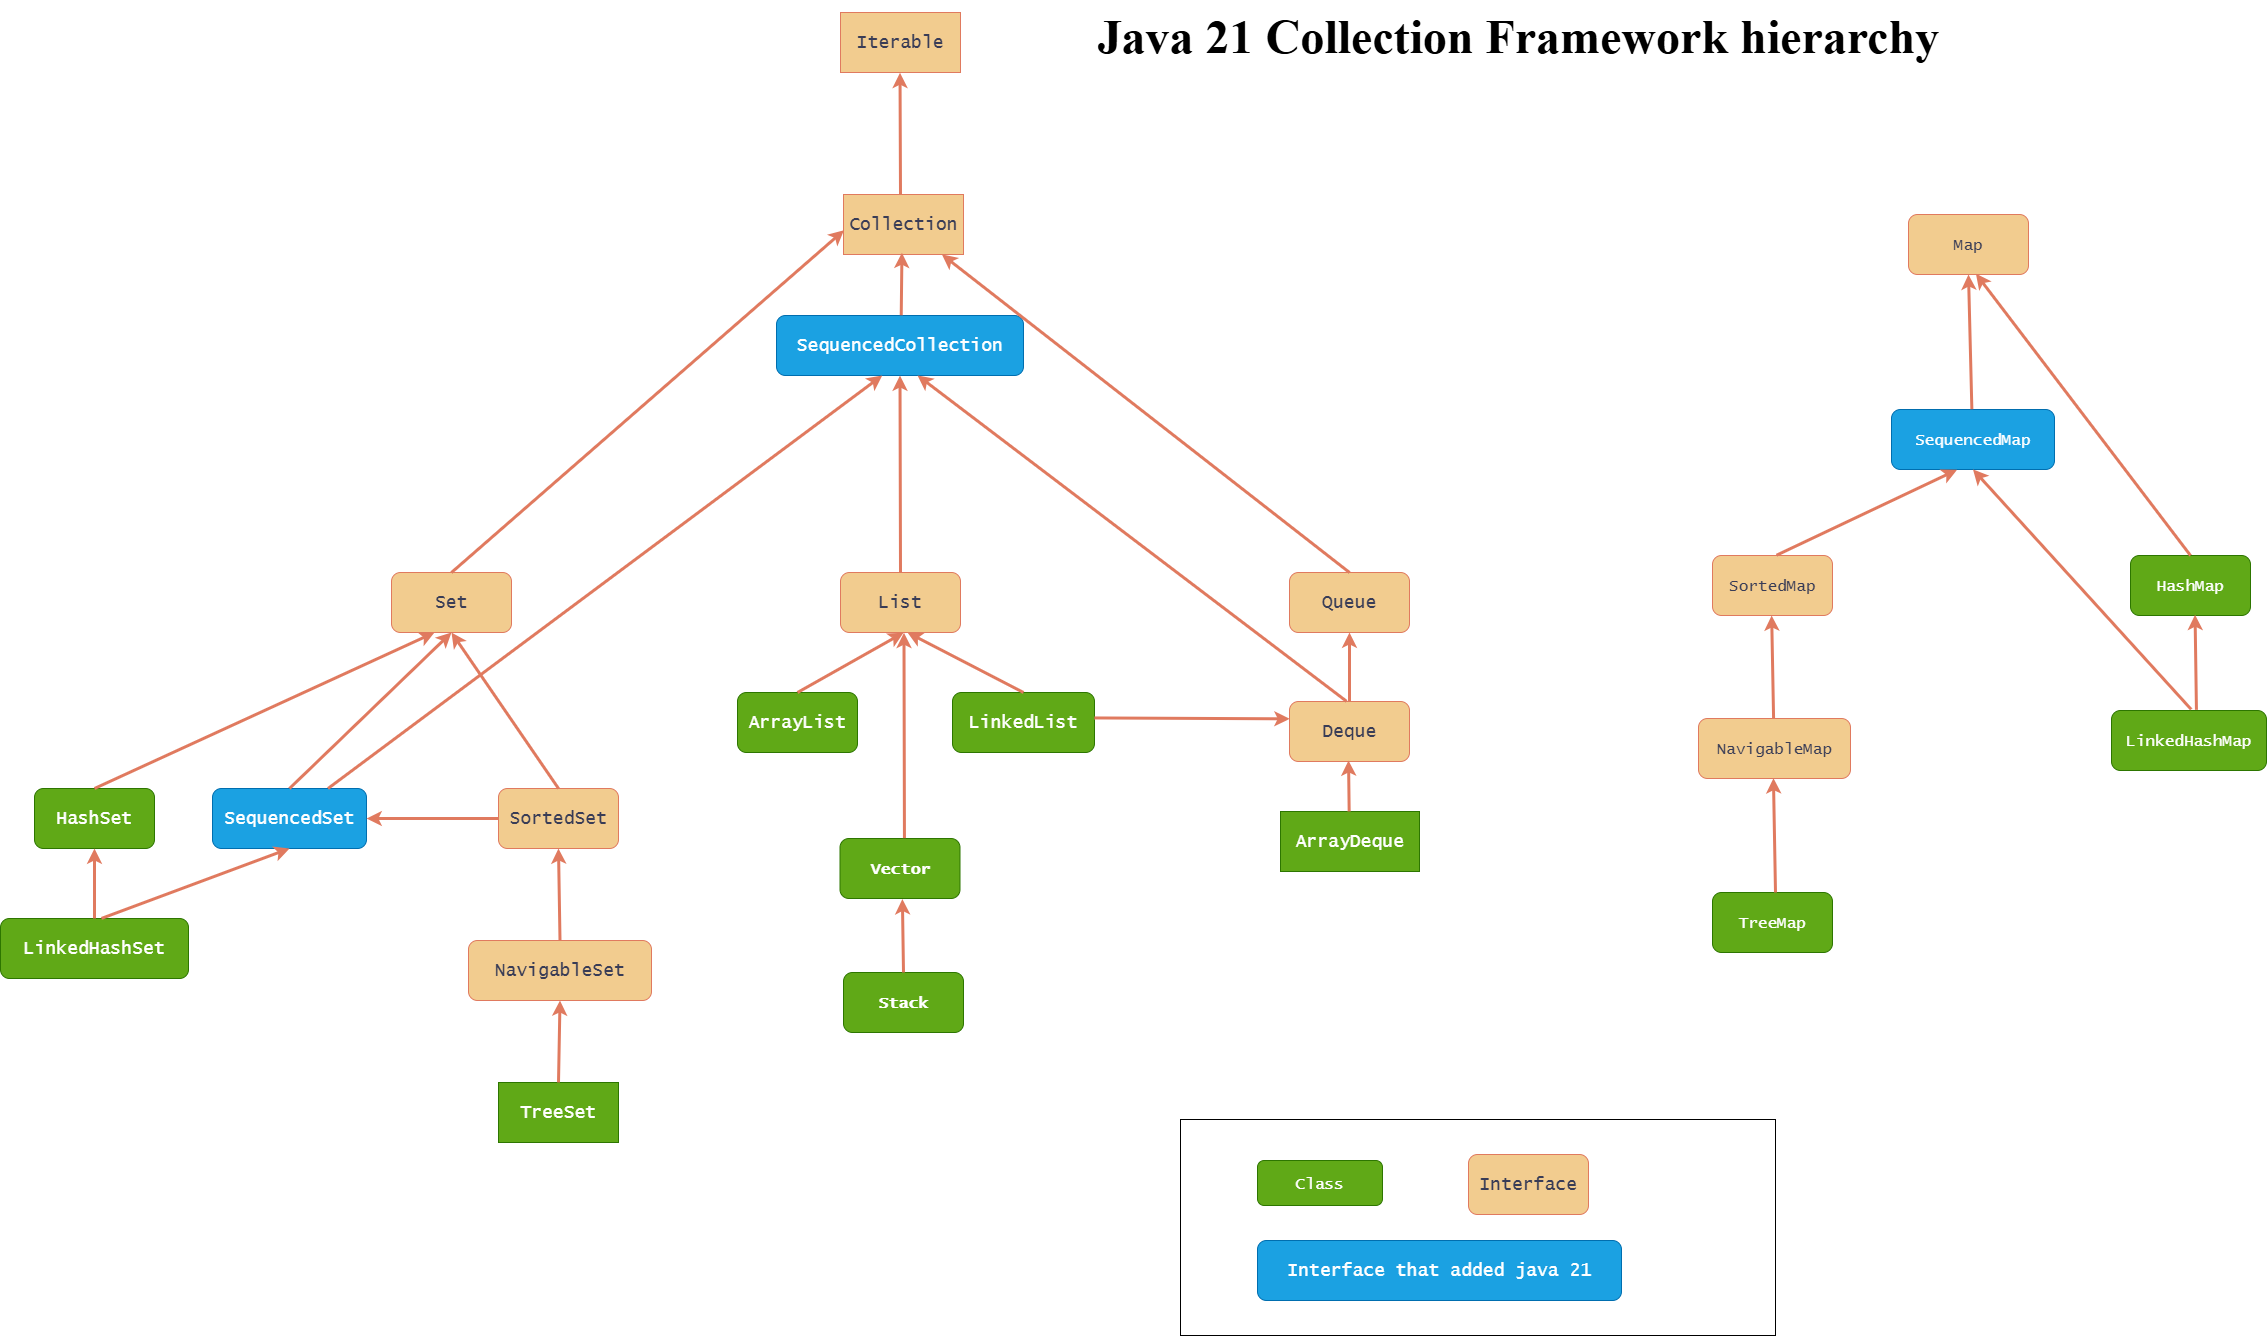 Java 21 Collection Framework hierarchy
Iterable
Collection
Map
SequencedCollection
SequencedMap
Set
List
Queue
SortedMap
HashMap
ArrayList
LinkedList
Deque
NavigableMap
LinkedHashMap
HashSet
SequencedSet
SortedSet
Vector
ArrayDeque
TreeMap
LinkedHashSet
NavigableSet
Stack
TreeSet
Class
Interface
Interface that added java 21